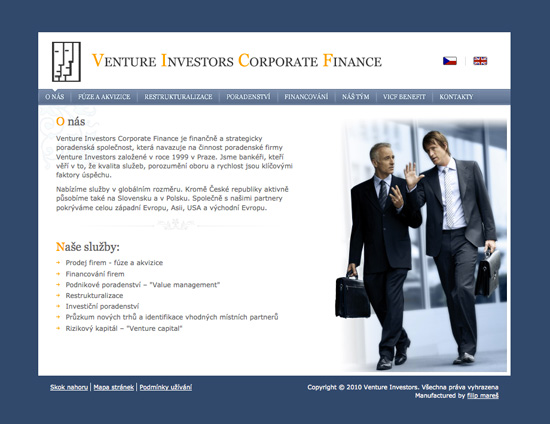 Venture Investors Corporate Finance
O NÁS FÚZE A AKVIZICE RESTRUKTURALIZACE PORADENSTVÍ FINANCOVÁNÍ NÁŠ TÝM VICF BENEFIT KONTAKTY
O nás
Venture Investors Corporate Finance je finančně a strategicky
poradenská společnost, která navazuje na činnost poradenské firmy
Venture Investors založené v roce 1999 v Praze. Jsme bankéři, kteří
věří v to, že kvalita služeb, porozumění oboru a rychlost jsou klíčovými
faktory úspěchu.
Nabízíme služby v globálním rozměru. Kromě České republiky aktivně
působíme také na Slovensku a v Polsku. Společně s našimi partnery
pokrýváme celou západní Evropu, Asii, USA a východní Evropu.
Naše služby:
+ Prodej firem - fúze a akvizice
+ Financování firem
+ Podnikové poradenství – "Value management"
+ Restrukturalizace
+ Investiční poradenství
+ Průzkum nových trhů a identifikace vhodných místních partnerů
+ Rizikový kapitál – "Venture capital"
Skok nahoru | Mapa stránek | Podmínky užívání
Copyright © 2010 Venture Investors. Všechna práva vyhrazena
Manufactured by filip mareš